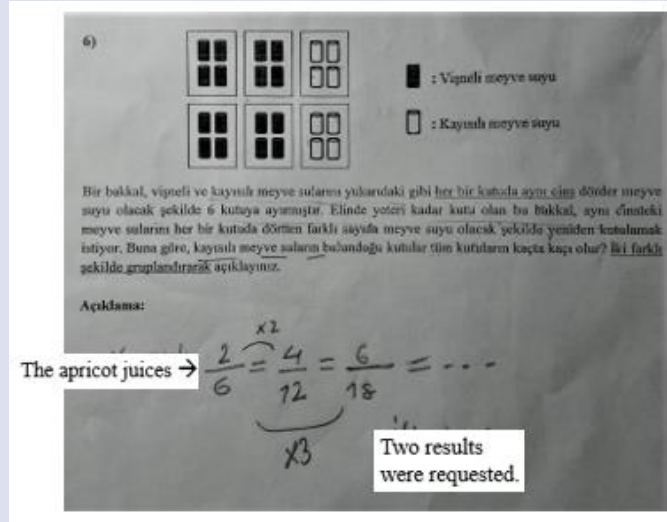 6)
: Vişneli meyve suyu
: Kayısılı meyve suyu
Bir bakkal, vişneli ve kayısılı meyve sularını yukarıdaki gibi her bir kutuda aynı cins dörder meyve
suyu olacak şekilde 6 kutuya ayırmıştır. Elinde yeteri kadar kutu olan bu bakkal, aynı cinsteki
meyve sularını her bir kutuda dörtten farklı sayıda meyve suyu olacak şekilde yeniden kutulamak
istiyor. Buna göre, kayısılı meyve suların bulunduğu kutular tüm kutuların kaçta kaçı olur? İki farklı
şekilde gruplandırarak açıklayınız.
Açıklama:
x2
The apricot juices → 2/6 = 4/12 = 6/18 = ...
x3
Two results
were requested.